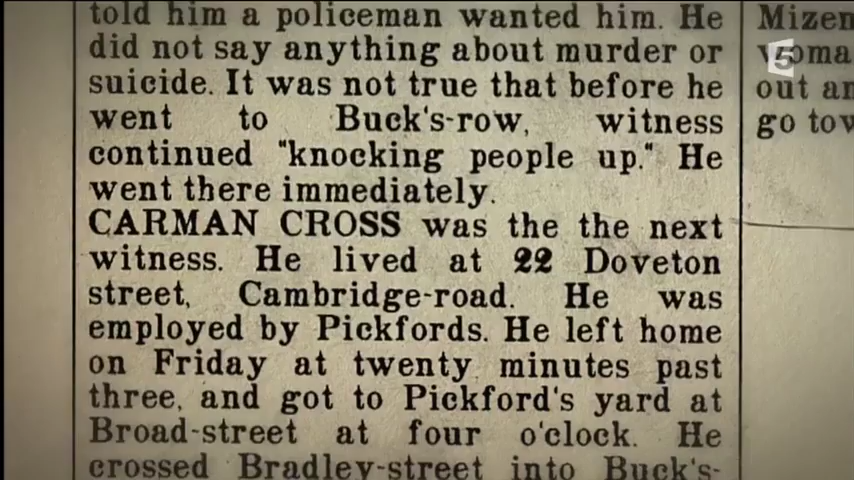 told him a policeman wanted him. He
did not say anything about murder or
suicide. It was not true that before he
went to Buck's-row, witness
continued "knocking people up." He
went there immediately.
CARMAN CROSS was the the next
witness. He lived at 22 Doveton
street, Cambridge-road. He was
employed by Pickfords. He left home
on Friday at twenty minutes past
three, and got to Pickford's yard at
Broad-street at four o'clock. He
crossed Bradley-street into Buck's-
Mizen
woma
out an
go tow
5